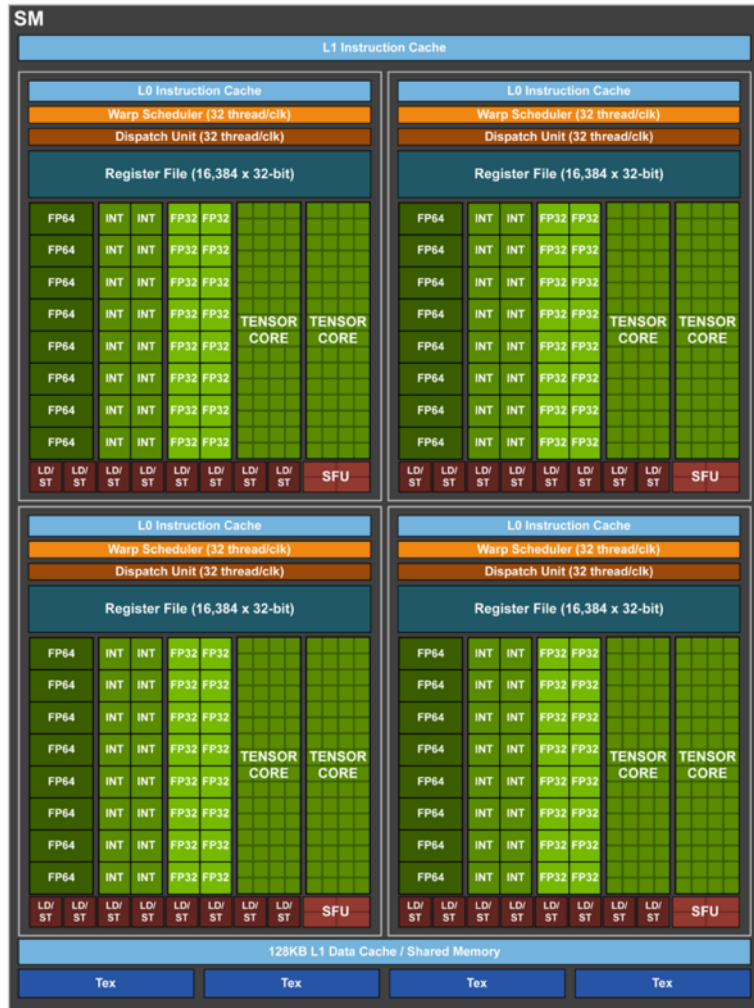 SM
L1 Instruction Cache
L0 Instruction Cache
Warp Scheduler (32 thread/clk)
Dispatch Unit (32 thread/clk)
Register File (16,384 x 32-bit)
FP64 INT INT FP32 FP32
FP64 INT INT FP32 FP32
FP64 INT INT FP32 FP32
FP64 INT INT FP32 FP32
FP64 INT INT FP32 FP32
FP64 INT INT FP32 FP32
FP64 INT INT FP32 FP32
FP64 INT INT FP32 FP32
TENSOR TENSOR
CORE CORE
LD/ LD/ LD/ LD/ LD/ LD/ LD/ LD/
ST ST ST ST ST ST ST ST
SFU
L0 Instruction Cache
Warp Scheduler (32 thread/clk)
Dispatch Unit (32 thread/clk)
Register File (16,384 x 32-bit)
FP64 INT INT FP32 FP32
FP64 INT INT FP32 FP32
FP64 INT INT FP32 FP32
FP64 INT INT FP32 FP32
FP64 INT INT FP32 FP32
FP64 INT INT FP32 FP32
FP64 INT INT FP32 FP32
FP64 INT INT FP32 FP32
TENSOR TENSOR
CORE CORE
LD/ LD/ LD/ LD/ LD/ LD/ LD/ LD/
ST ST ST ST ST ST ST ST
SFU
L0 Instruction Cache
Warp Scheduler (32 thread/clk)
Dispatch Unit (32 thread/clk)
Register File (16,384 x 32-bit)
FP64 INT INT FP32 FP32
FP64 INT INT FP32 FP32
FP64 INT INT FP32 FP32
FP64 INT INT FP32 FP32
FP64 INT INT FP32 FP32
FP64 INT INT FP32 FP32
FP64 INT INT FP32 FP32
FP64 INT INT FP32 FP32
TENSOR TENSOR
CORE CORE
LD/ LD/ LD/ LD/ LD/ LD/ LD/ LD/
ST ST ST ST ST ST ST ST
SFU
L0 Instruction Cache
Warp Scheduler (32 thread/clk)
Dispatch Unit (32 thread/clk)
Register File (16,384 x 32-bit)
FP64 INT INT FP32 FP32
FP64 INT INT FP32 FP32
FP64 INT INT FP32 FP32
FP64 INT INT FP32 FP32
FP64 INT INT FP32 FP32
FP64 INT INT FP32 FP32
FP64 INT INT FP32 FP32
FP64 INT INT FP32 FP32
TENSOR TENSOR
CORE CORE
LD/ LD/ LD/ LD/ LD/ LD/ LD/ LD/
ST ST ST ST ST ST ST ST
SFU
128KB L1 Data Cache / Shared Memory
Tex Tex Tex Tex